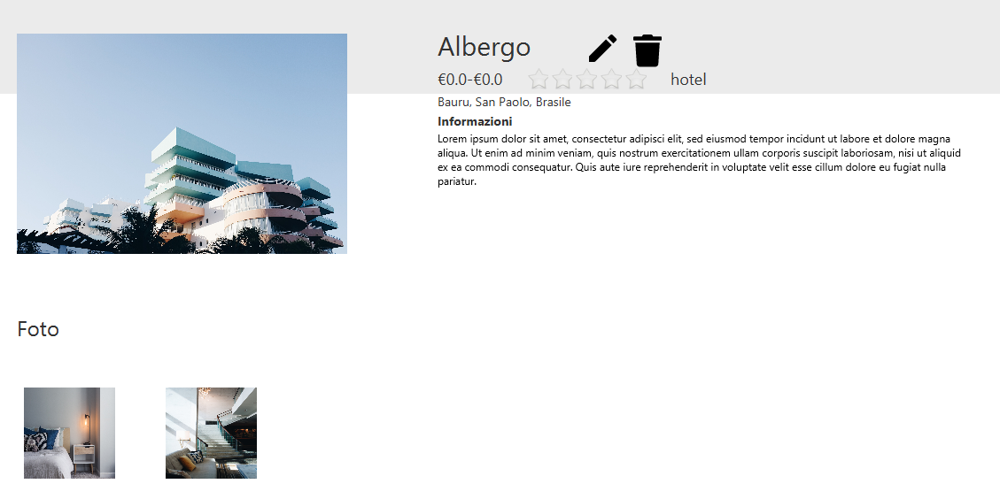 Albergo
€0.0-€0.0 hotel
Bauru, San Paolo, Brasile
Informazioni
Lorem ipsum dolor sit amet, consectetur adipisci elit, sed eiusmod tempor incidunt ut labore et dolore magna
aliqua. Ut enim ad minim veniam, quis nostrum exercitationem ullam corporis suscipit laboriosam, nisi ut aliquid
ex ea commodi consequatur. Quis aute iure reprehenderit in voluptate velit esse cillum dolore eu fugiat nulla
pariatur.
Foto